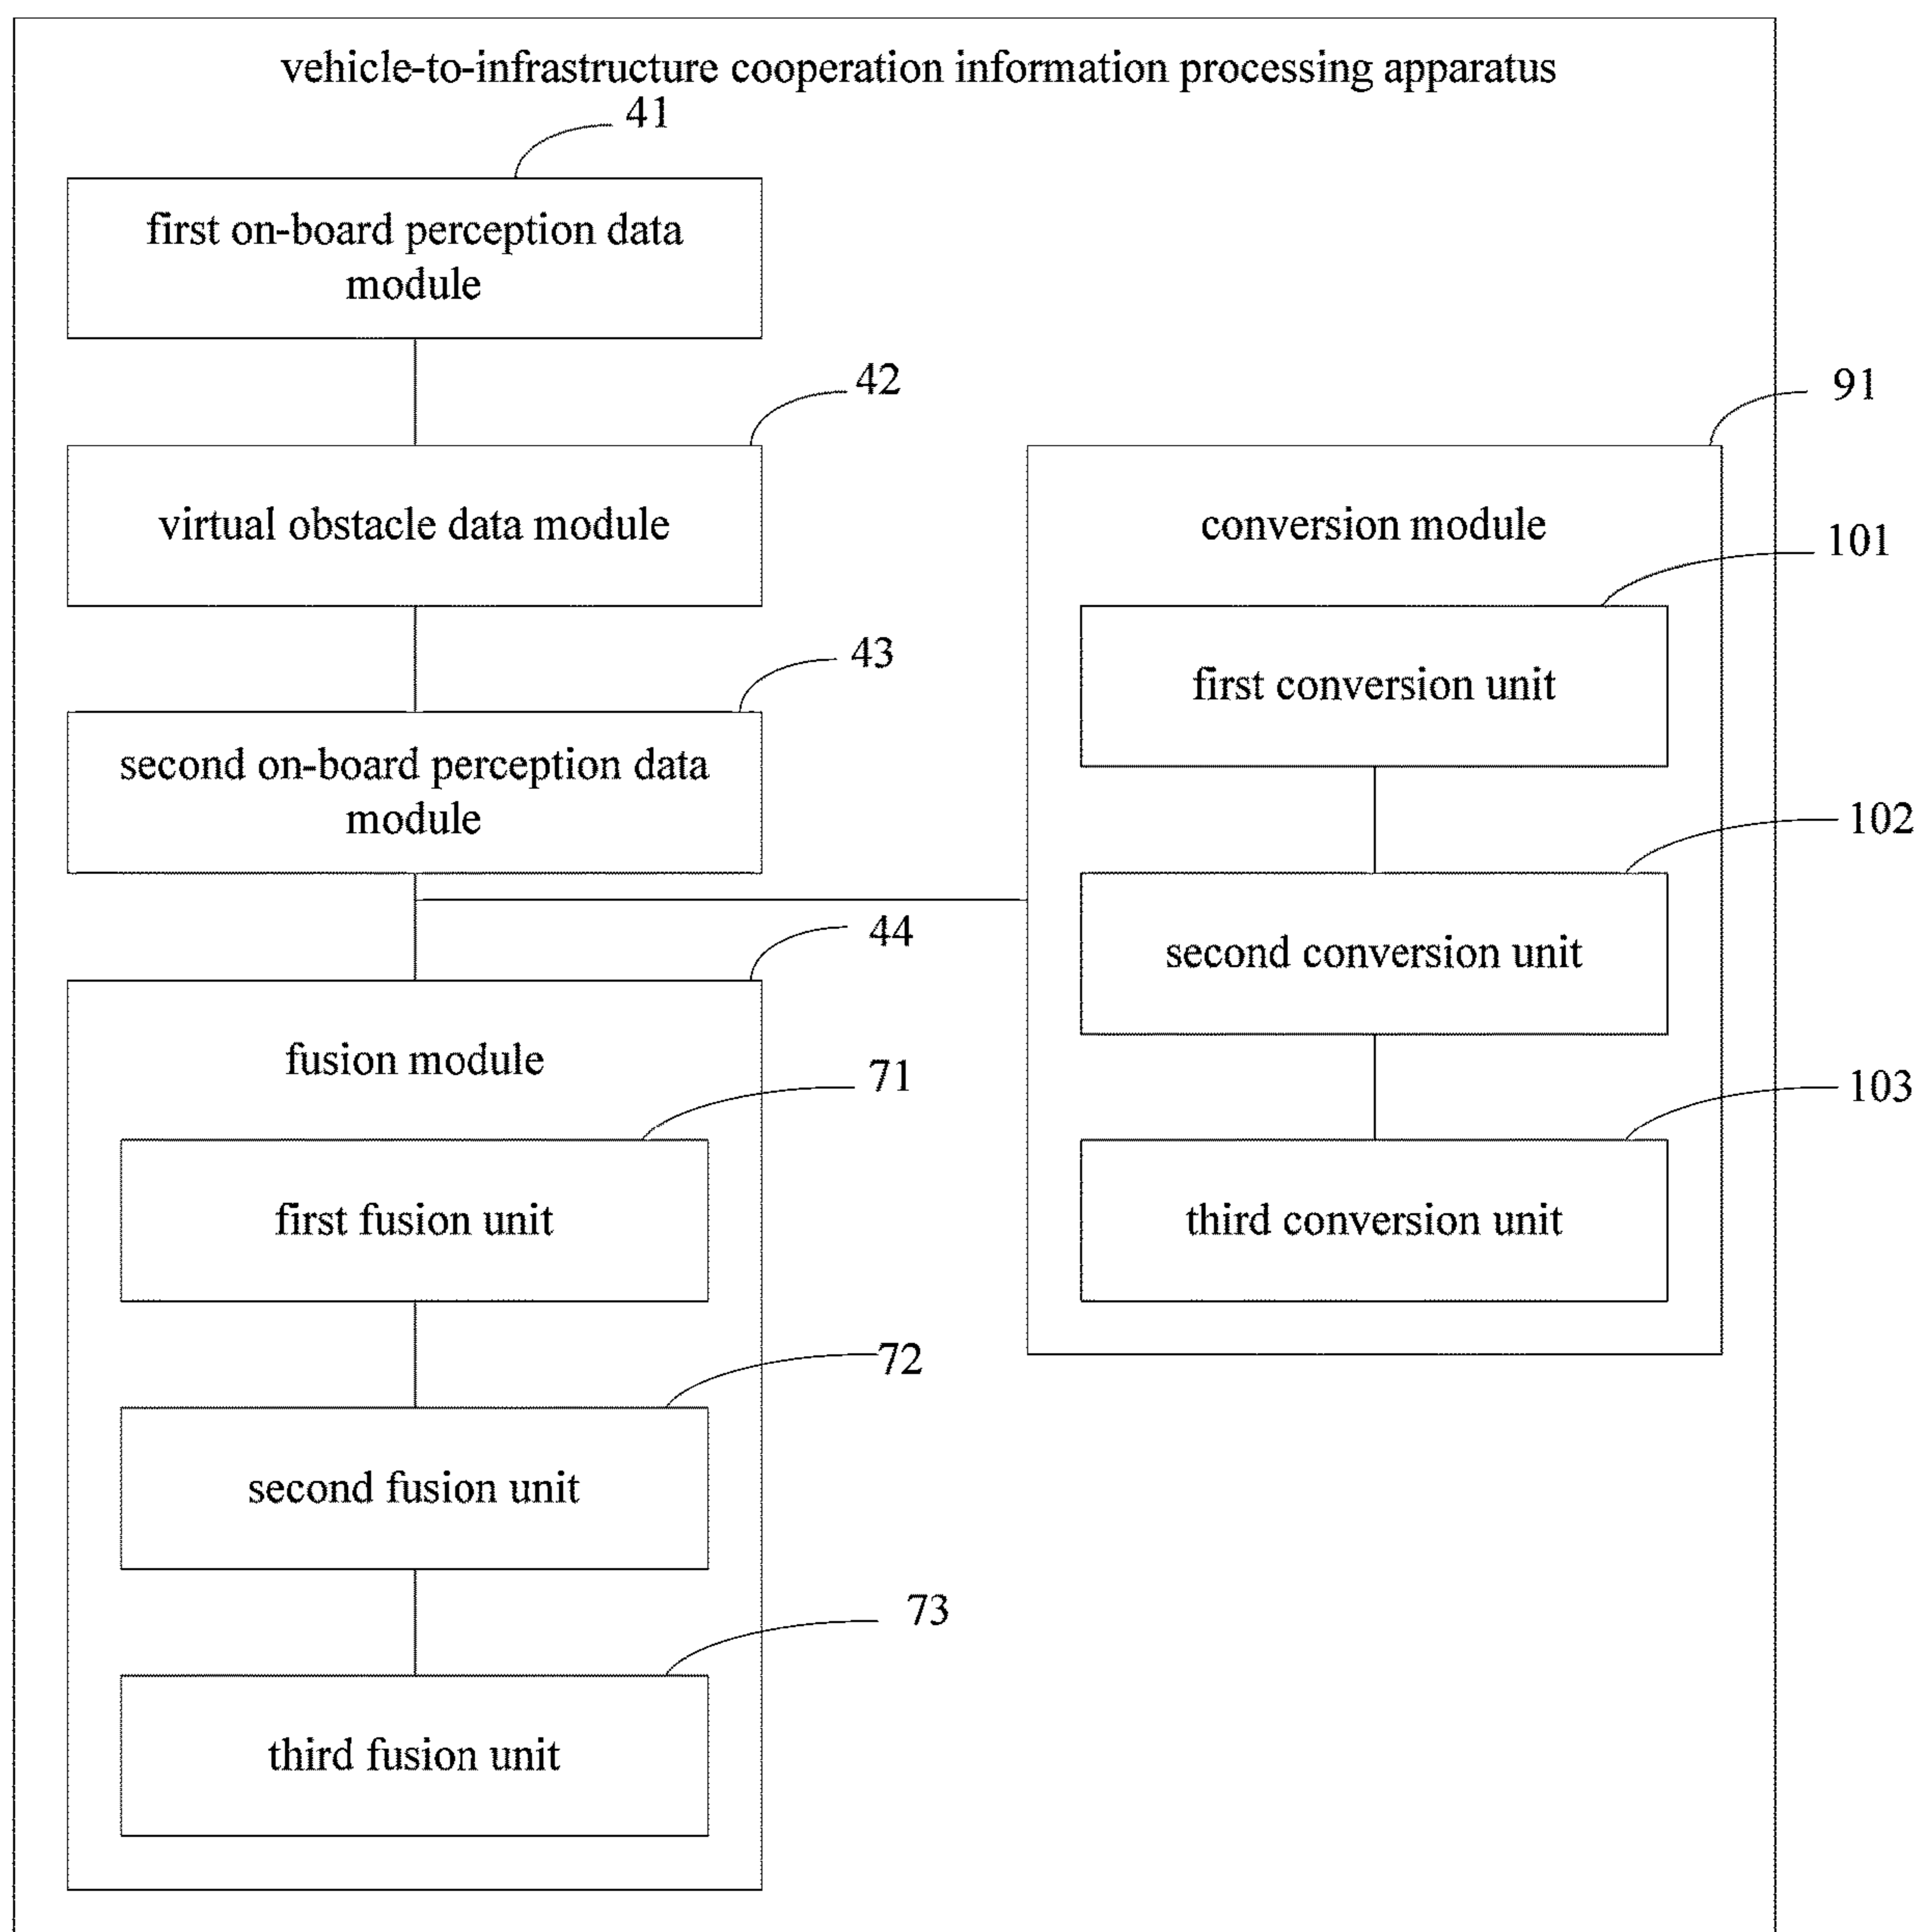 vehicle-to-infrastructure cooperation information processing apparatus
41
first on-board perception data
module
42
virtual obstacle data module
43
second on-board perception data
module
44
fusion module
71
first fusion unit
72
second fusion unit
73
third fusion unit
91
conversion module
101
first conversion unit
102
second conversion unit
103
third conversion unit